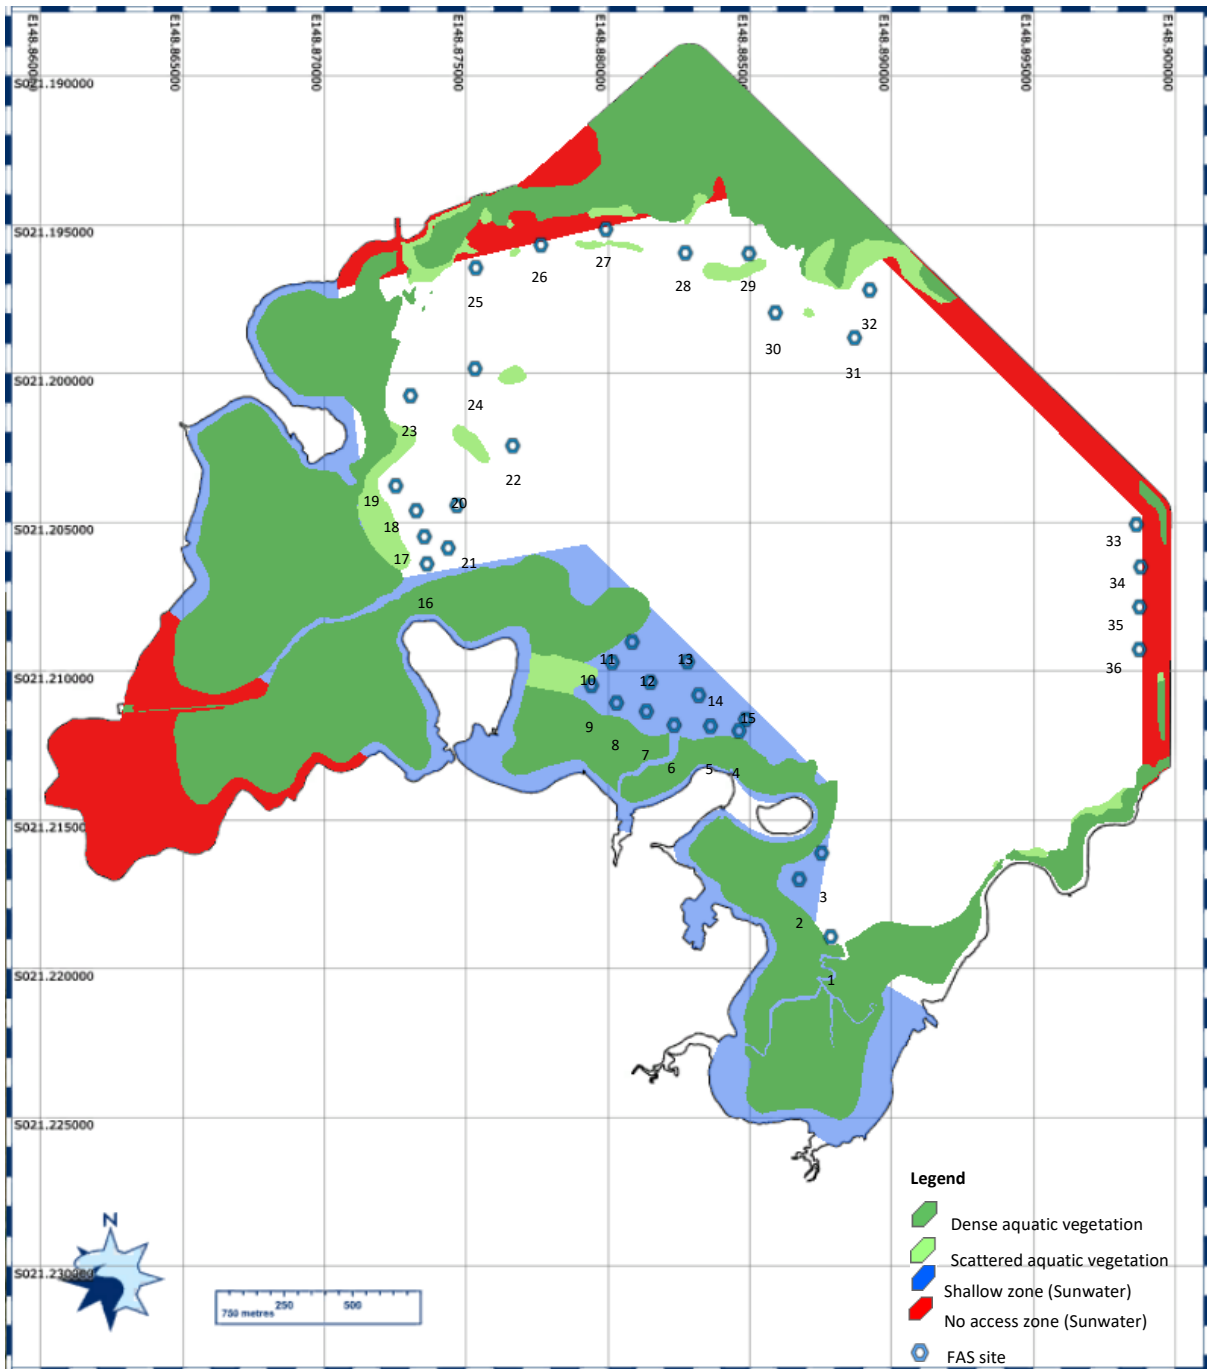 E148.860000
E148.865000
E148.870000
E148.875000
E148.880000
E148.885000
E148.890000
E148.895000
E148.900000
S021.190000
S021.195000
26
27
28
29
25
32
30
31
S021.200000
24
23
22
19
20
18
S021.205000
33
17
21
34
16
35
11
13
36
S021.210000
10
12
14
15
9
8
7
6
5
4
S021.215000
3
2
S021.220000
1
S021.225000
Legend
Dense aquatic vegetation
N
Scattered aquatic vegetation
S021.230000
Shallow zone (Sunwater)
750 metres
250
500
No access zone (Sunwater)
FAS site